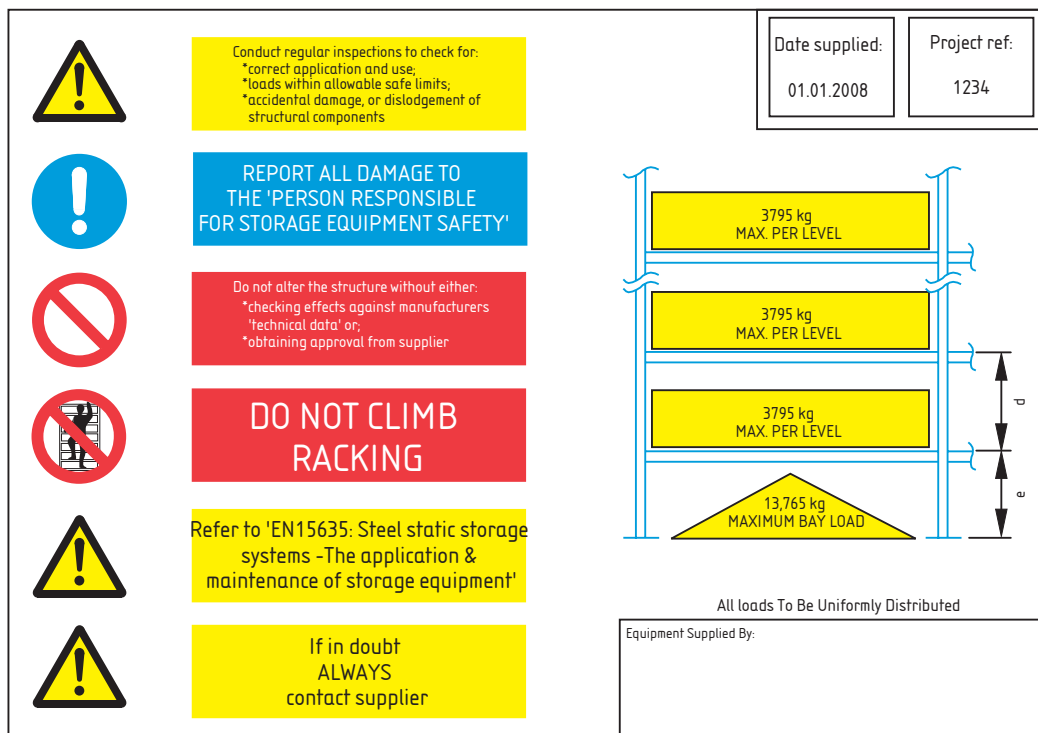 Conduct regular inspections to check for:
*correct application and use;
*loads within allowable safe limits;
*accidental damage, or dislodgement of
structural components
REPORT ALL DAMAGE TO
THE 'PERSON RESPONSIBLE
FOR STORAGE EQUIPMENT SAFETY'
Do not alter the structure without either:
*checking effects against manufacturers
'technical data' or;
*obtaining approval from supplier
DO NOT CLIMB
RACKING
Refer to 'EN15635: Steel static storage
systems -The application &
maintenance of storage equipment'
If in doubt
ALWAYS
contact supplier
Date supplied:
01.01.2008
Project ref:
1234
3795 kg
MAX. PER LEVEL
3795 kg
MAX. PER LEVEL
3795 kg
MAX. PER LEVEL
d
e
13,765 kg
MAXIMUM BAY LOAD
All loads To Be Uniformly Distributed
Equipment Supplied By: